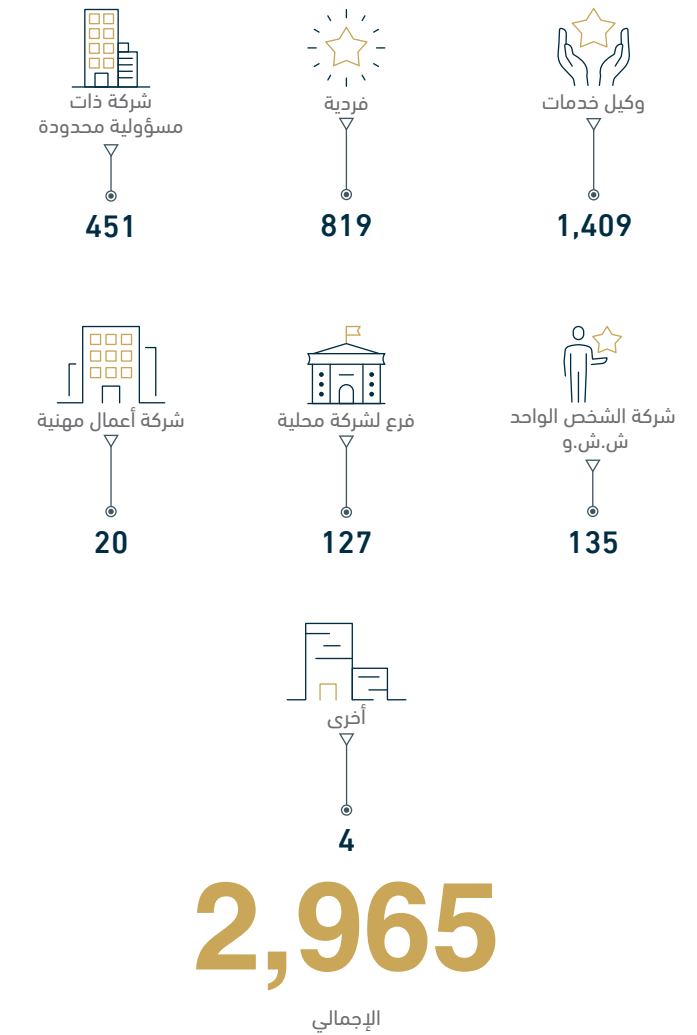 وكيل خدمات
1,409
فردية
819
شركة ذات
مسؤولية محدودة
451
شركة الشخص الواحد
ش.ش.و
135
فرع لشركة محلية
127
شركة أعمال مهنية
20
أخرى
4
2,965
الإجمالي